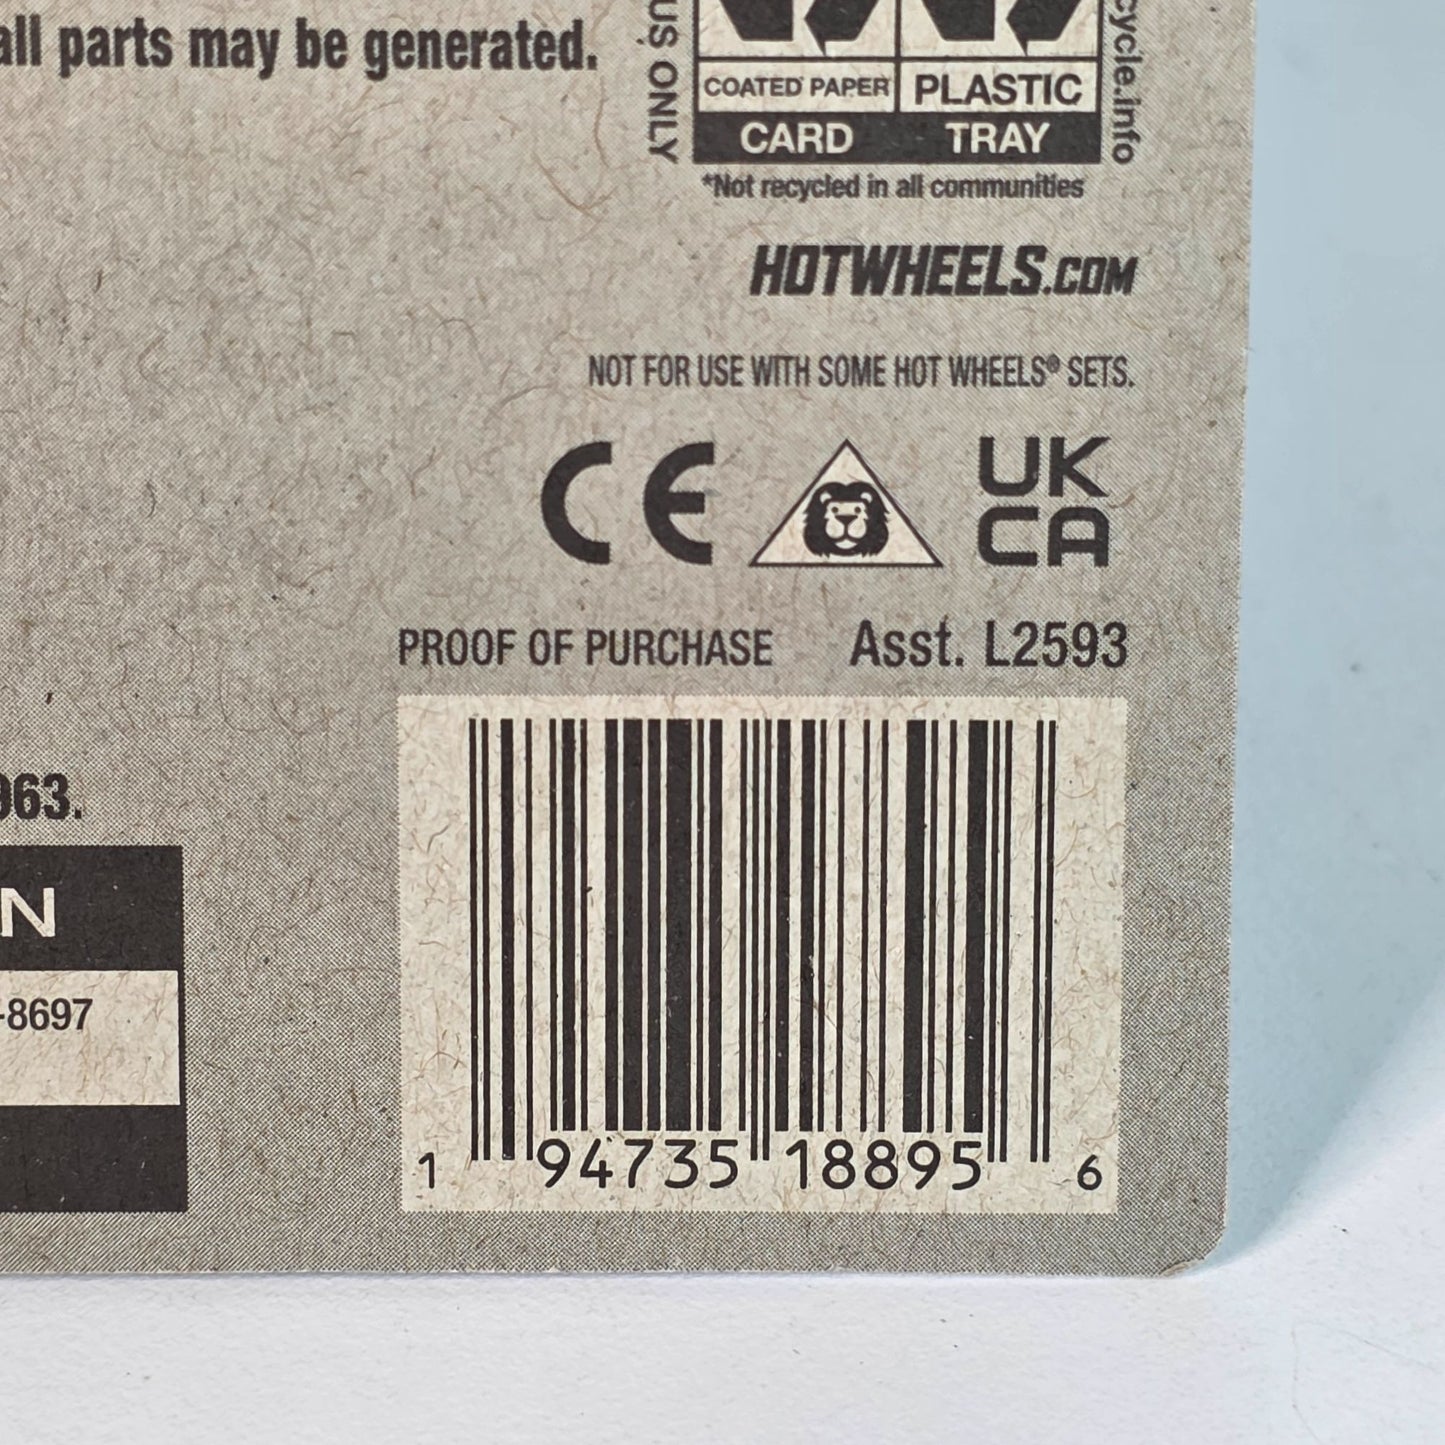 all parts may be generated.
US ONLY
COATED PAPER
PLASTIC
CARD
TRAY
cycle.info
*Not recycled in all communities
HOTWHEELS.COM
NOT FOR USE WITH SOME HOT WHEELS® SETS.
CE
UK
CA
PROOF OF PURCHASE Asst. L2593
963.
N
-8697
1 94735 18895 6